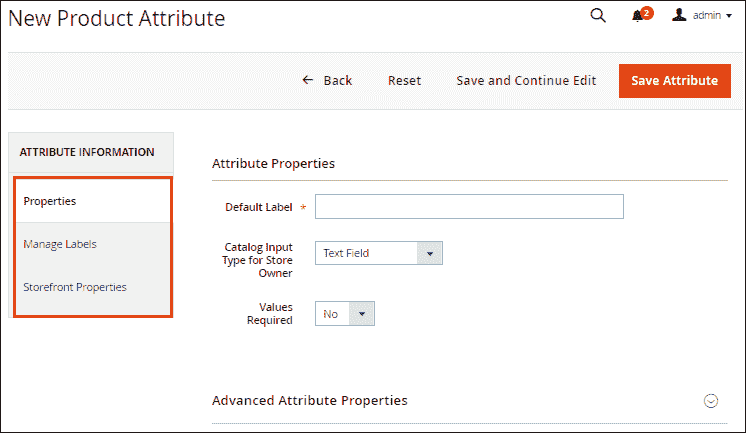 New Product Attribute
2
admin
Back
Reset
Save and Continue Edit
Save Attribute
ATTRIBUTE INFORMATION
Properties
Manage Labels
Storefront Properties
Attribute Properties
Default Label *
Catalog Input
Type for Store
Owner
Text Field
Values
Required
No
Advanced Attribute Properties